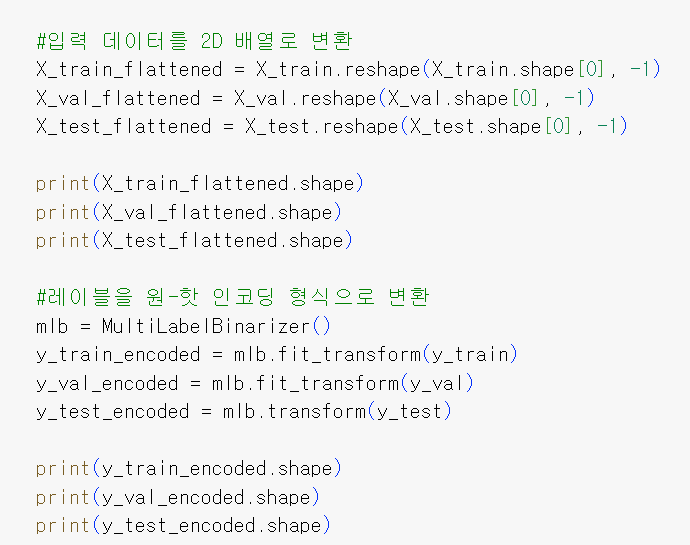 #입력 데이터를 2D 배열로 변환
X_train_flattened = X_train.reshape(X_train.shape[0], -1)
X_val_flattened = X_val.reshape(X_val.shape[0], -1)
X_test_flattened = X_test.reshape(X_test.shape[0], -1)
print(X_train_flattened.shape)
print(X_val_flattened.shape)
print(X_test_flattened.shape)
#레이블을 원-핫 인코딩 형식으로 변환
mlb = MultiLabelBinarizer()
y_train_encoded = mlb.fit_transform(y_train)
y_val_encoded = mlb.fit_transform(y_val)
y_test_encoded = mlb.transform(y_test)
print(y_train_encoded.shape)
print(y_val_encoded.shape)
print(y_test_encoded.shape)